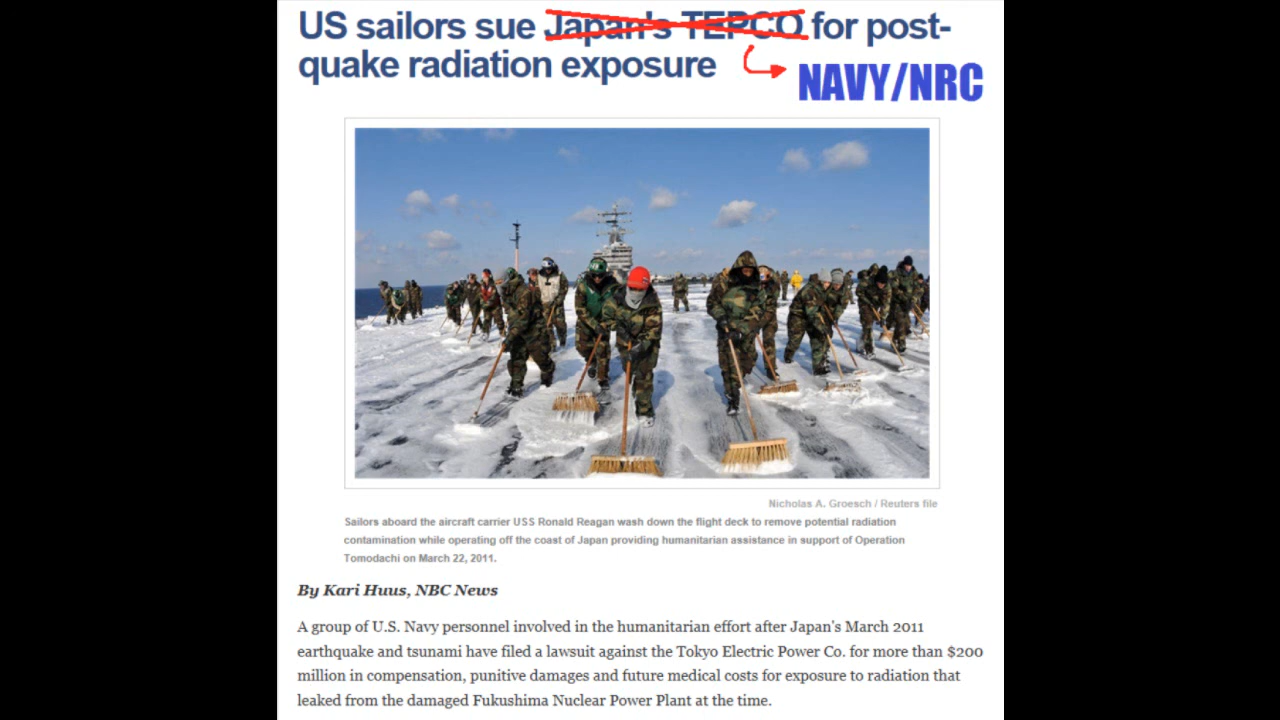 US sailors sue Japan's TEPCO for post-
quake radiation exposure
NAVY/NRC
Nicholas A. Groesch / Reuters file
Sailors aboard the aircraft carrier USS Ronald Reagan wash down the flight deck to remove potential radiation
contamination while operating off the coast of Japan providing humanitarian assistance in support of Operation
Tomodachi on March 22, 2011.
By Kari Huus, NBC News
A group of U.S. Navy personnel involved in the humanitarian effort after Japan's March 2011
earthquake and tsunami have filed a lawsuit against the Tokyo Electric Power Co. for more than $200
million in compensation, punitive damages and future medical costs for exposure to radiation that
leaked from the damaged Fukushima Nuclear Power Plant at the time.